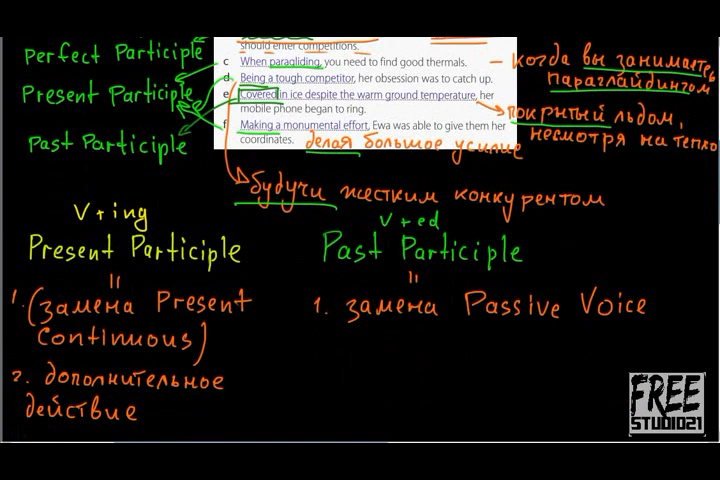 should enter competitions.
Perfect Participle
c When paragliding, you need to find good thermals.
– когда вы занимаетесь
параглайдингом
d Being a tough competitor, her obsession was to catch up.
Present Participle
e Covered in ice despite the warm ground temperature, her
mobile phone began to ring.
покрытый льдом,
несмотря на тепло
f Making a monumental effort, Ewa was able to give them her
coordinates.
делая большое усилие
Past Participle
будучи жестким конкурентом
V + ing
Present Participle
=
1. (замена Present
Continuous)
2. дополнительное
действие
V + ed
Past Participle
=
1. замена Passive Voice
FREE
STUDIO21